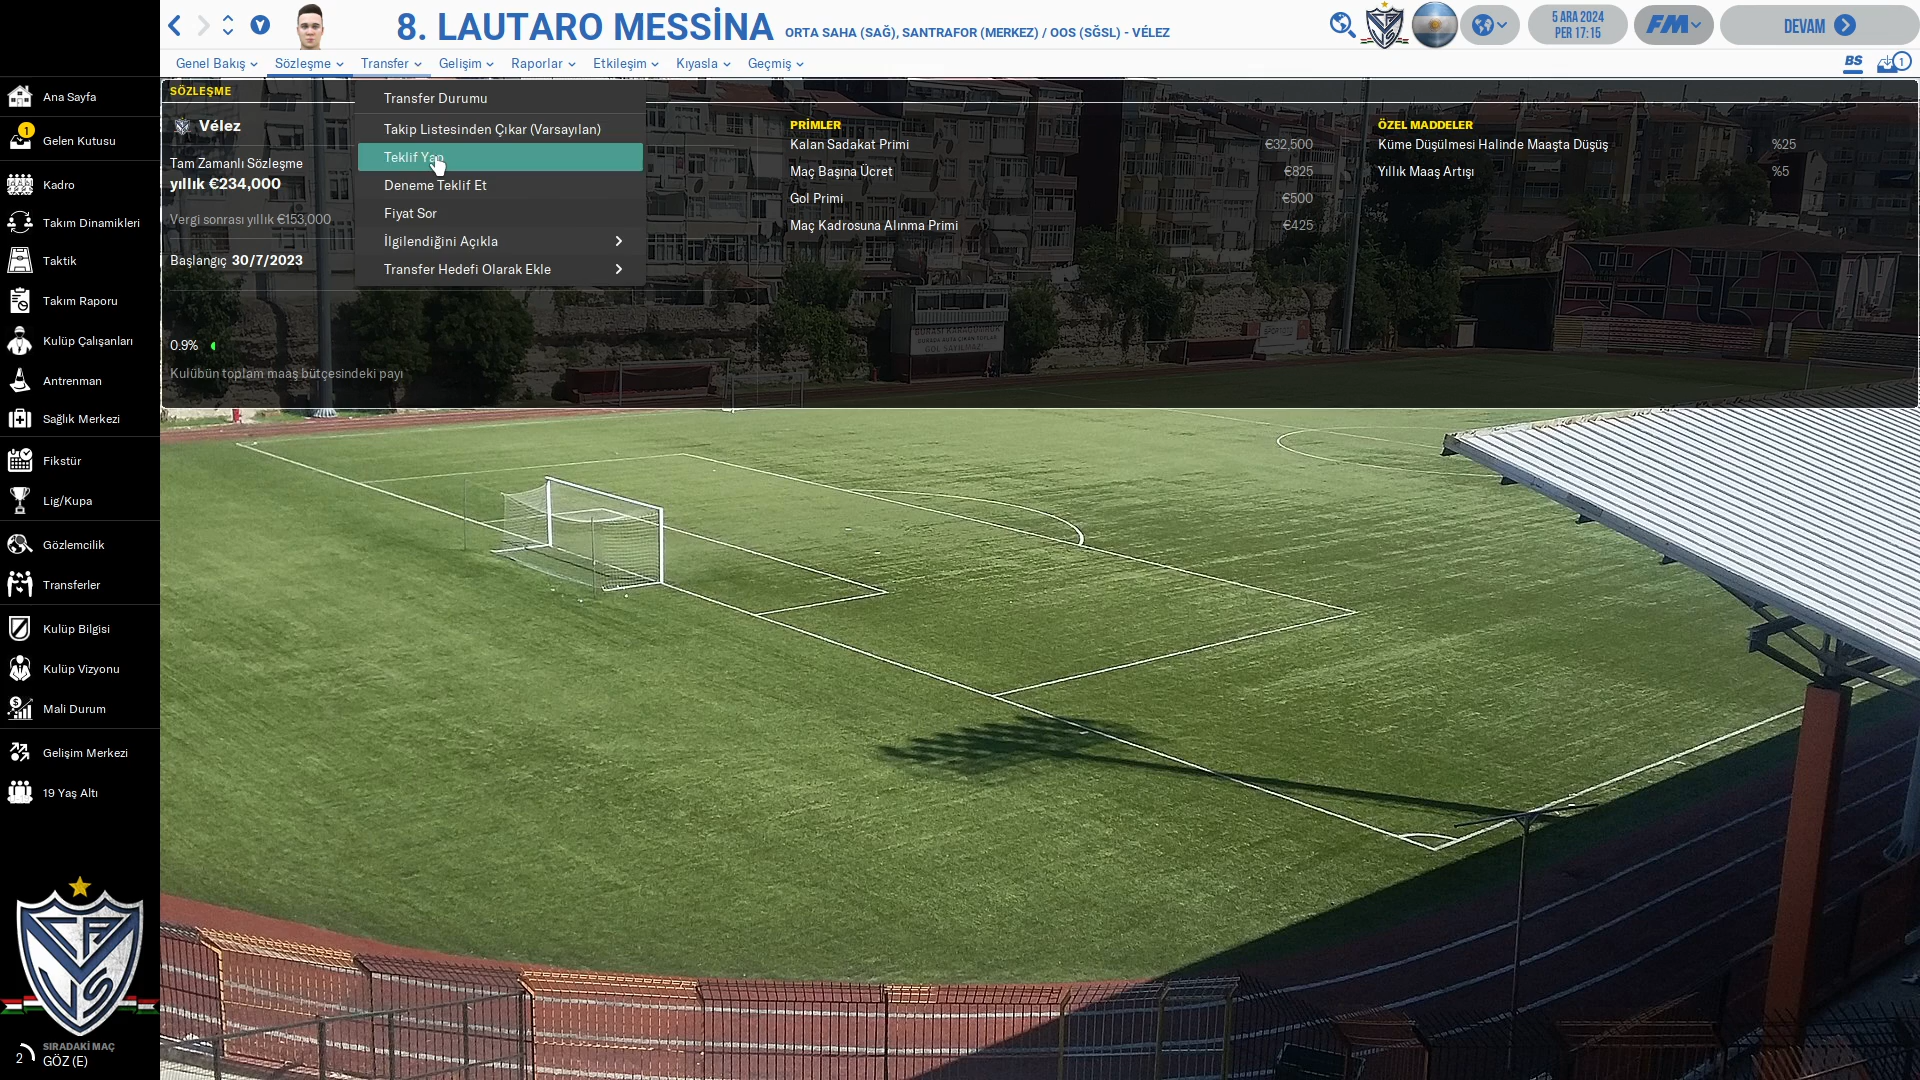 8. LAUTARO MESSİNA
ORTA SAHA (SAĞ), SANTRAFOR (MERKEZ) / OOS (SĞSL) - VÉLEZ
5 ARA 2024
PER 17:15
FM
DEVAM
Genel Bakış
Sözleşme
Transfer
Gelişim
Raporlar
Etkileşim
Kıyasla
Geçmiş
BS
1
Ana Sayfa
1
Gelen Kutusu
Kadro
Takım Dinamikleri
Taktik
Takım Raporu
Kulüp Çalışanları
Antrenman
Sağlık Merkezi
Fikstür
Lig/Kupa
Gözlemcilik
Transferler
Kulüp Bilgisi
Kulüp Vizyonu
Mali Durum
Gelişim Merkezi
19 Yaş Altı
2
SIRADAKİ MAÇ
GÖZ (E)
SÖZLEŞME
Vélez
Tam Zamanlı Sözleşme
yıllık €234,000
Vergi sonrası yıllık €153,000
Başlangıç 30/7/2023
0.9%
Kulübün toplam maaş bütçesindeki payı
Transfer Durumu
Takip Listesinden Çıkar (Varsayılan)
Teklif Yap
Deneme Teklif Et
Fiyat Sor
İlgilendiğini Açıkla
Transfer Hedefi Olarak Ekle
PRİMLER
Kalan Sadakat Primi €32,500
Maç Başına Ücret €825
Gol Primi €500
Maç Kadrosuna Alınma Primi €425
ÖZEL MADDELER
Küme Düşülmesi Halinde Maaşta Düşüş %25
Yıllık Maaş Artışı %5